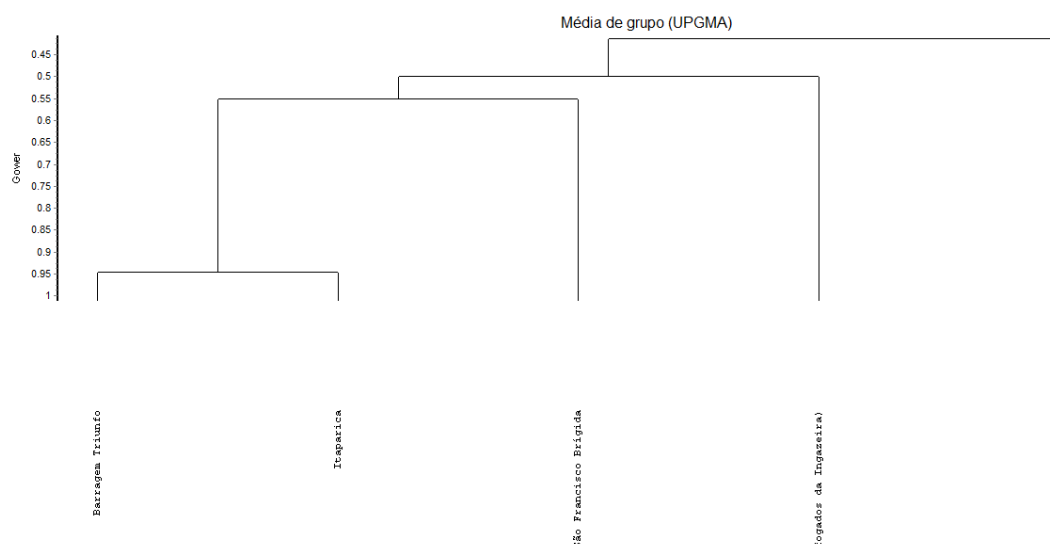 Média de grupo (UPGMA)
0.45
0.5
0.55
0.6
0.65
0.7
0.75
0.8
0.85
0.9
0.95
1
Gower
Barragem Triunfo
Itaparica
São Francisco Brígida
fogados da Ingazeira)